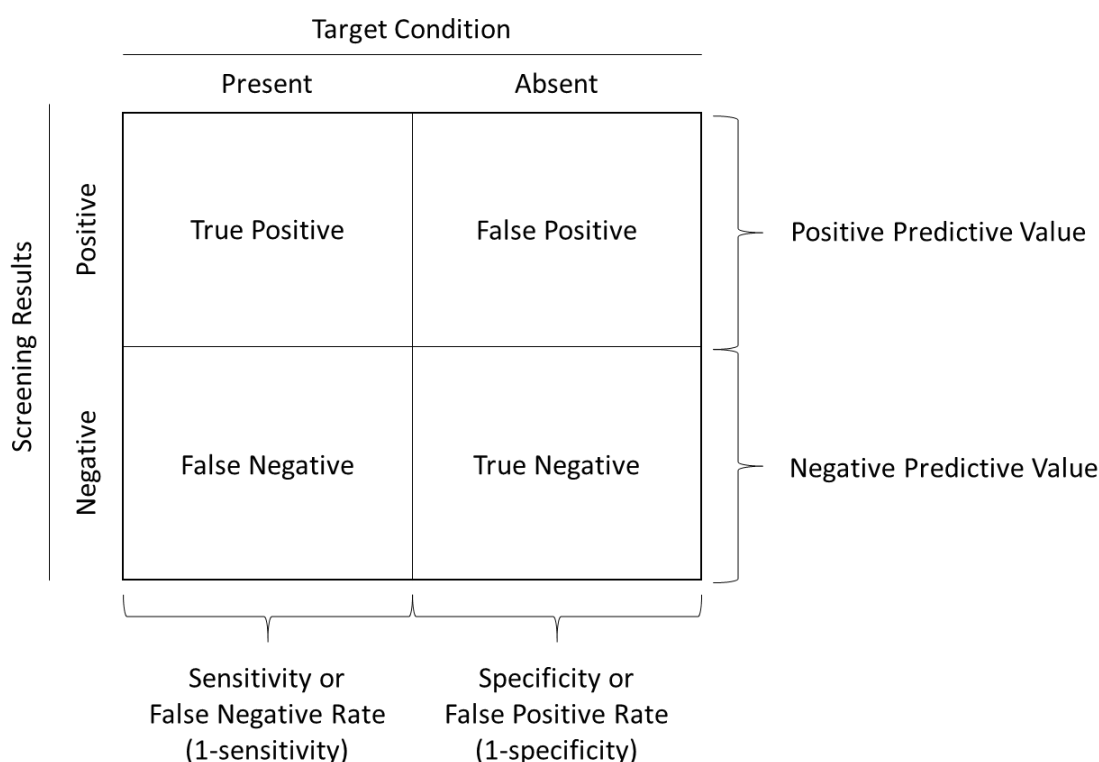 Target Condition
Present
Absent
Screening Results
Positive
True Positive
False Positive
Positive Predictive Value
Negative
False Negative
True Negative
Negative Predictive Value
Sensitivity or
False Negative Rate
(1-sensitivity)
Specificity or
False Positive Rate
(1-specificity)